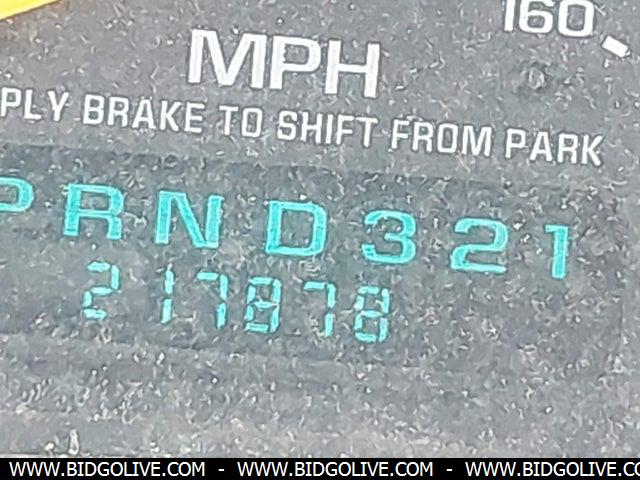 160
MPH
PLY BRAKE TO SHIFT FROM PARK
PRND321
217878
WWW.BIDGOLIVE.COM - WWW.BIDGOLIVE.COM - WWW.BIDGOLIVE.CO